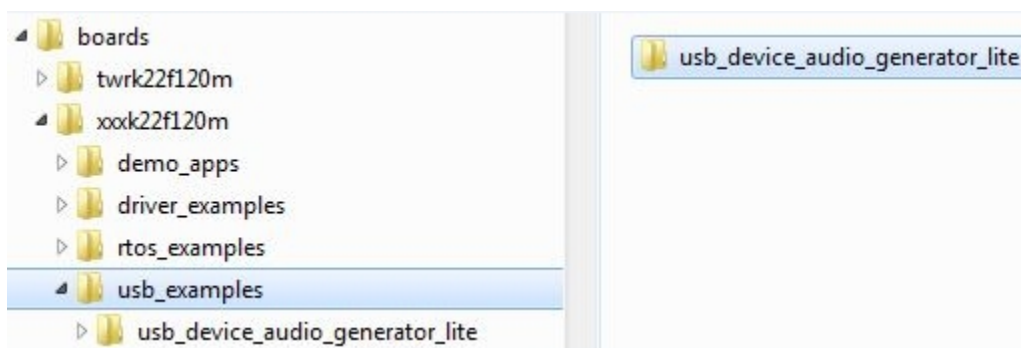 boards
twrk22f120m
xxxk22f120m
demo_apps
driver_examples
rtos_examples
usb_examples
usb_device_audio_generator_lite
usb_device_audio_generator_lite